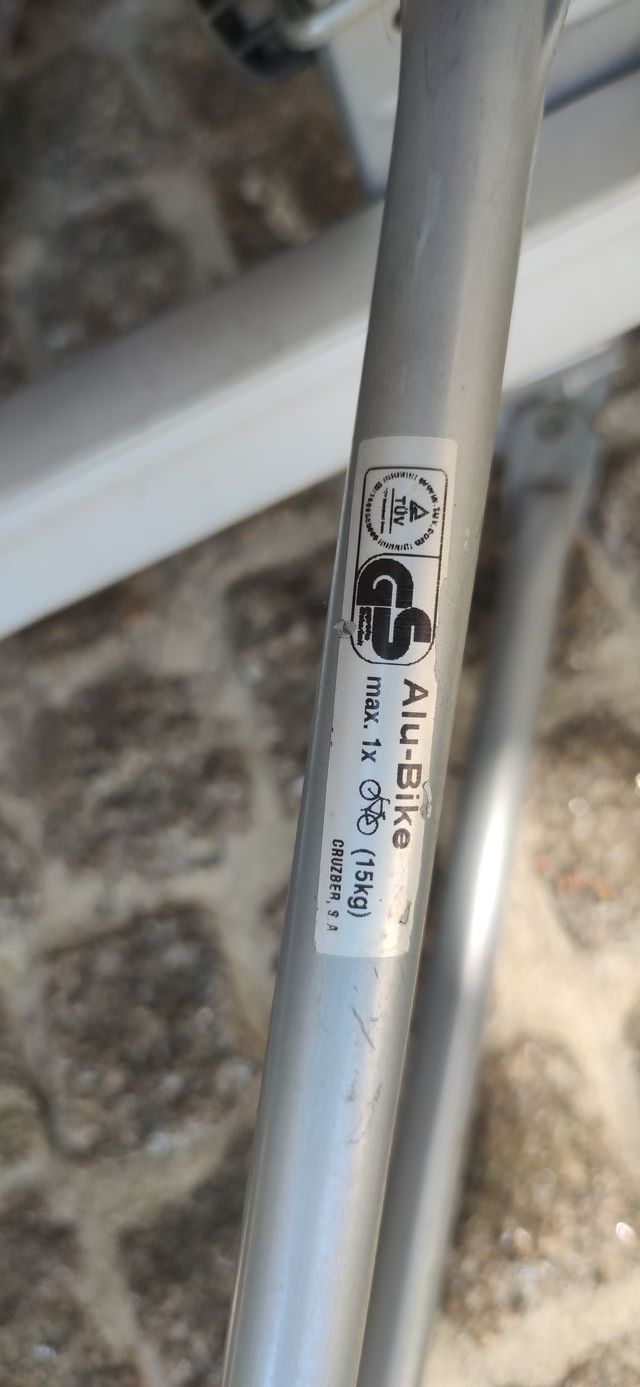 TÜV
GS
Alu-Bike
max. 1x (15kg)
CRUZBER, S A